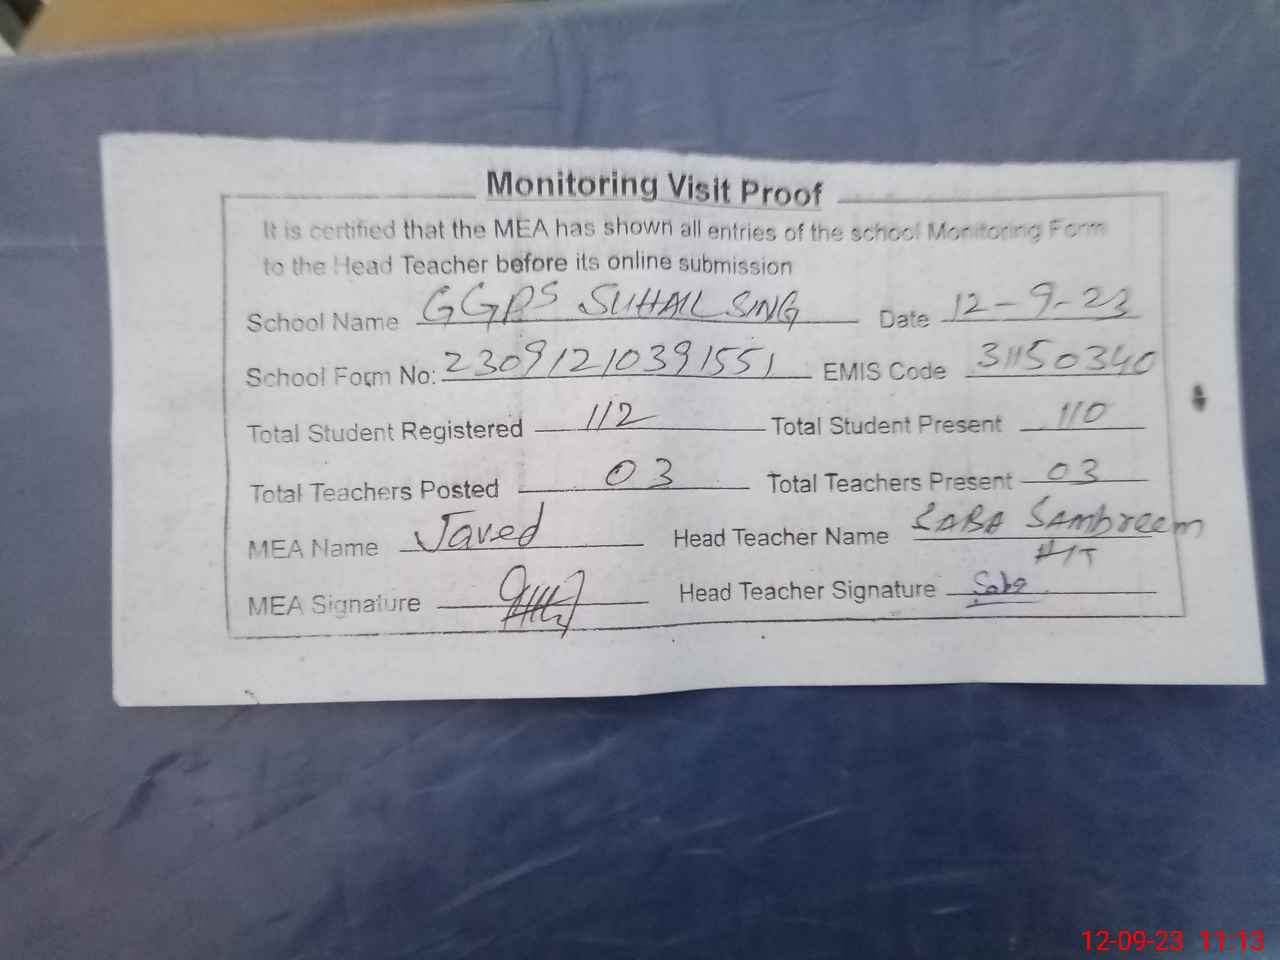 Monitoring Visit Proof
It is certified that the MEA has shown all entries of the school Monitoring Form
to the Head Teacher before its online submission
School Name GGPS SUHAIL SING Date 12-9-23
School Form No: 23091210391551 EMIS Code 31150340
Total Student Registered 112 Total Student Present 110
Total Teachers Posted 03 Total Teachers Present 03
MEA Name Javed Head Teacher Name SABA Sambreem
H/T
MEA Signature Head Teacher Signature Saba
12-09-23 11:13